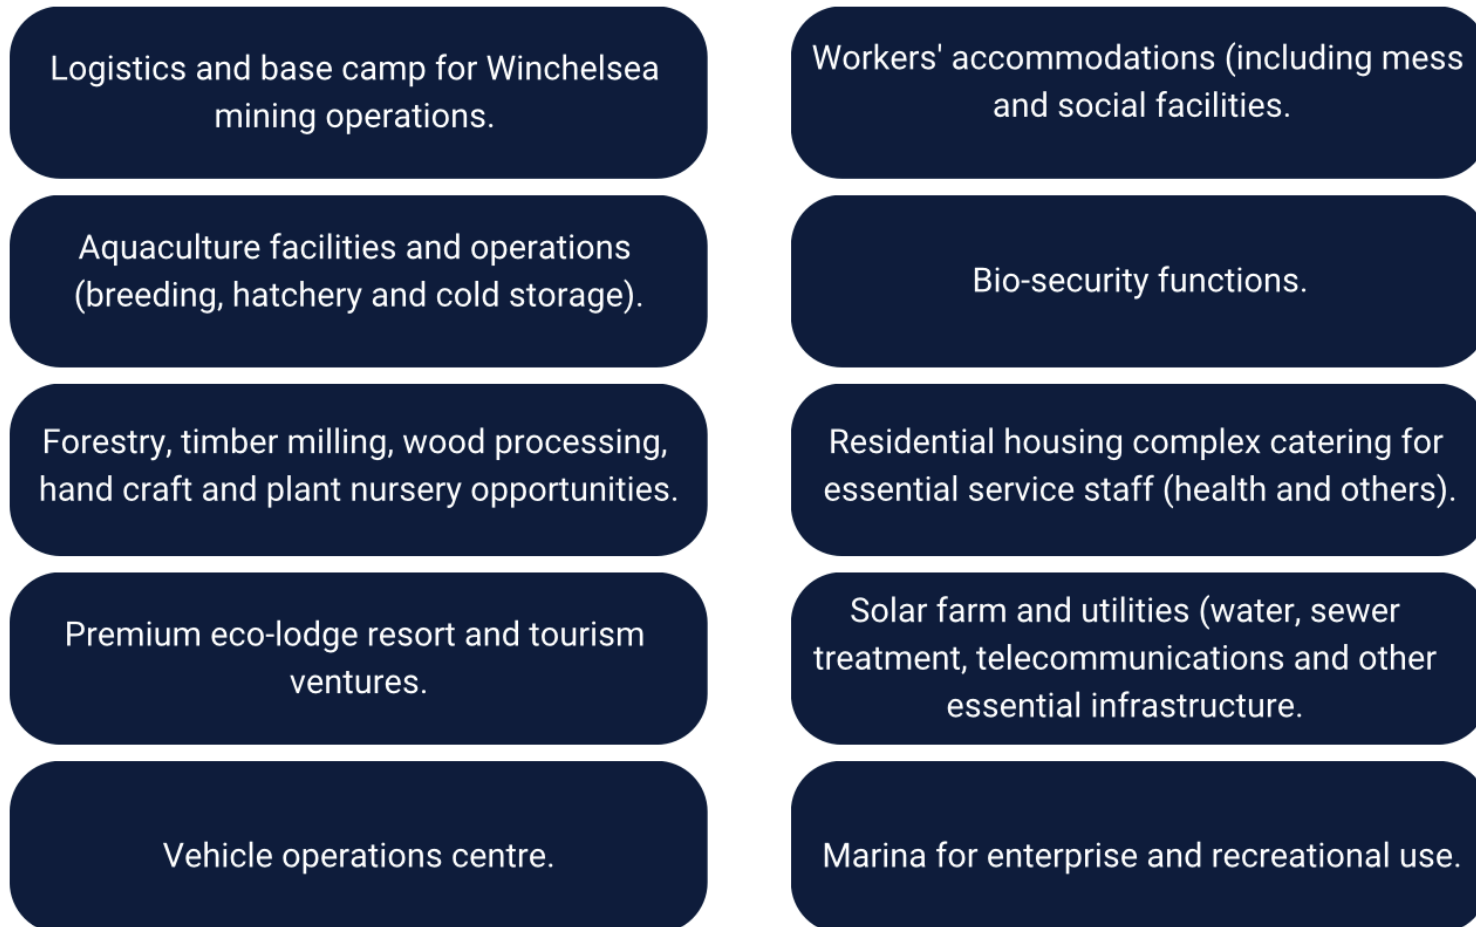 Logistics and base camp for Winchelsea
mining operations.
Workers' accommodations (including mess
and social facilities.
Aquaculture facilities and operations
(breeding, hatchery and cold storage).
Bio-security functions.
Forestry, timber milling, wood processing,
hand craft and plant nursery opportunities.
Residential housing complex catering for
essential service staff (health and others).
Premium eco-lodge resort and tourism
ventures.
Solar farm and utilities (water, sewer
treatment, telecommunications and other
essential infrastructure.
Vehicle operations centre.
Marina for enterprise and recreational use.